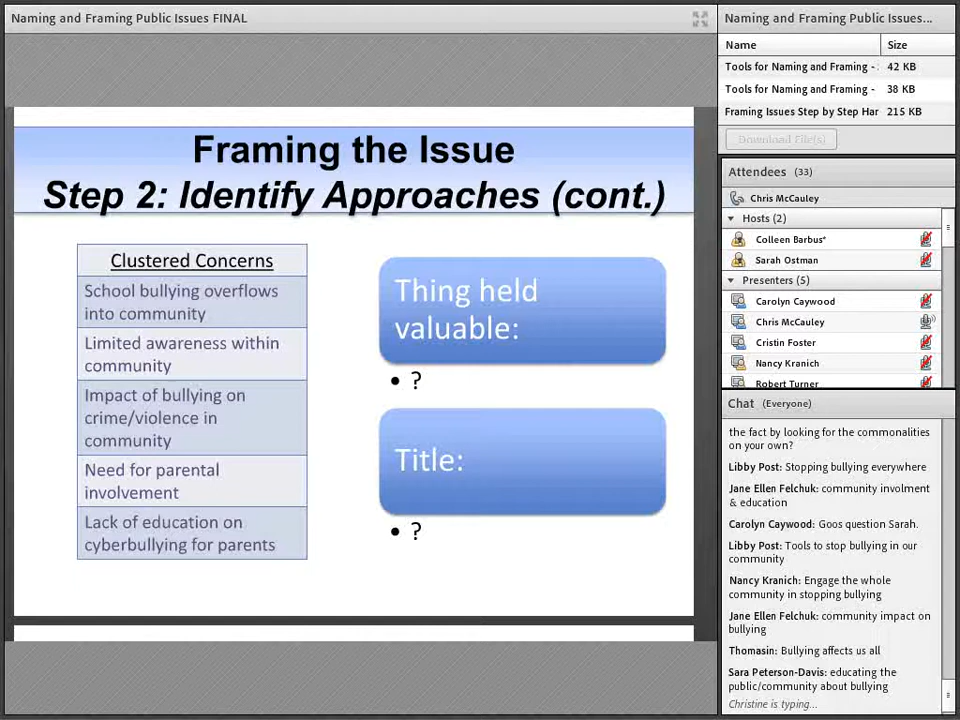 Naming and Framing Public Issues FINAL
Framing the Issue
Step 2: Identify Approaches (cont.)
Clustered Concerns
School bullying overflows
into community
Limited awareness within
community
Impact of bullying on
crime/violence in
community
Need for parental
involvement
Lack of education on
cyberbullying for parents
Thing held
valuable:
• ?
Title:
• ?
Naming and Framing Public Issues...
Name Size
Tools for Naming and Framing - 42 KB
Tools for Naming and Framing - 38 KB
Framing Issues Step by Step Har 215 KB
Download File(s)
Attendees (33)
Chris McCauley
Hosts (2)
Colleen Barbus*
Sarah Ostman
Presenters (5)
Carolyn Caywood
Chris McCauley
Cristin Foster
Nancy Kranich
Robert Turner
Chat (Everyone)
the fact by looking for the commonalities
on your own?
Libby Post: Stopping bullying everywhere
Jane Ellen Felchuk: community involment
& education
Carolyn Caywood: Goos question Sarah.
Libby Post: Tools to stop bullying in our
community
Nancy Kranich: Engage the whole
community in stopping bullying
Jane Ellen Felchuk: community impact on
bullying
Thomasin: Bullying affects us all
Sara Peterson-Davis: educating the
public/community about bullying
Christine is typing...